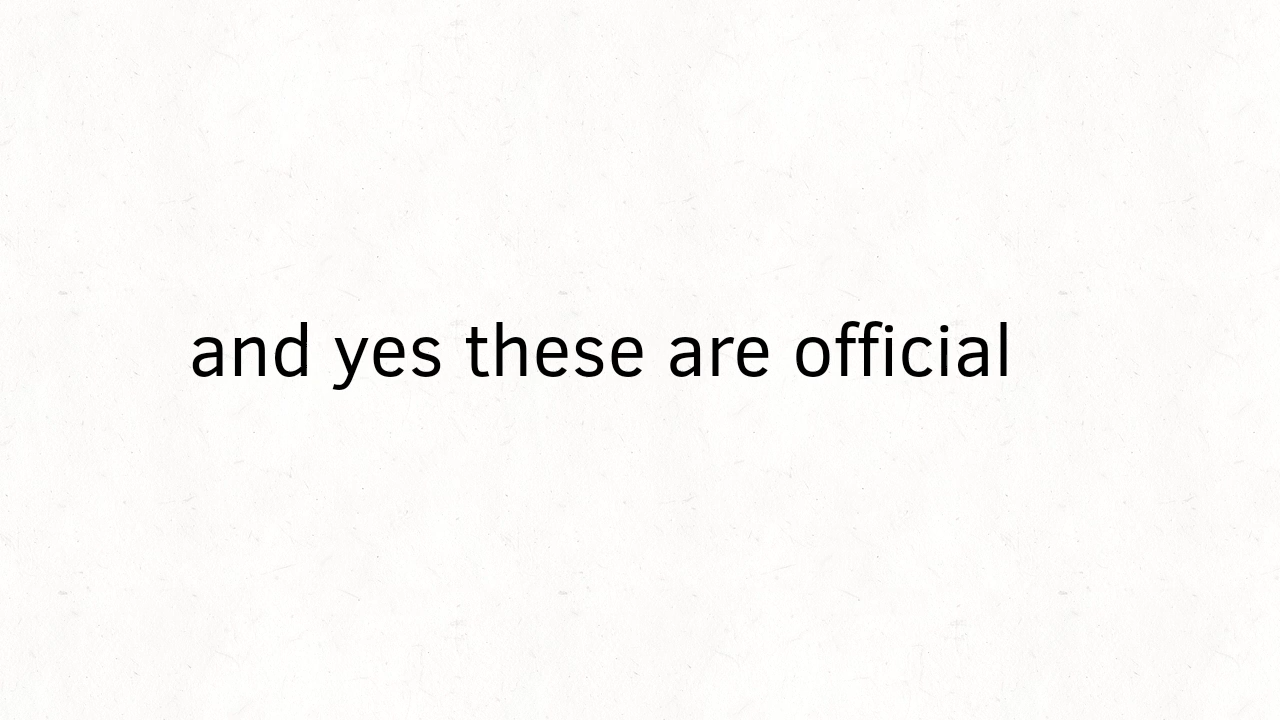 and yes these are official